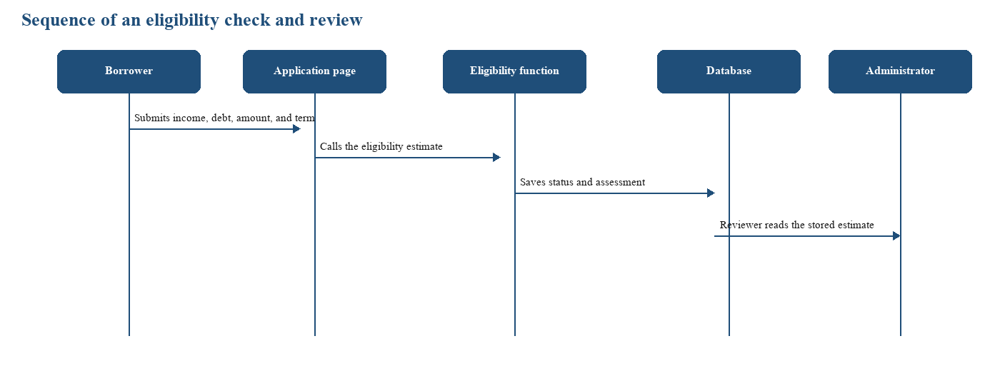 Sequence of an eligibility check and review
Borrower
Application page
Eligibility function
Database
Administrator
Submits income, debt, amount, and term
Calls the eligibility estimate
Saves status and assessment
Reviewer reads the stored estimate